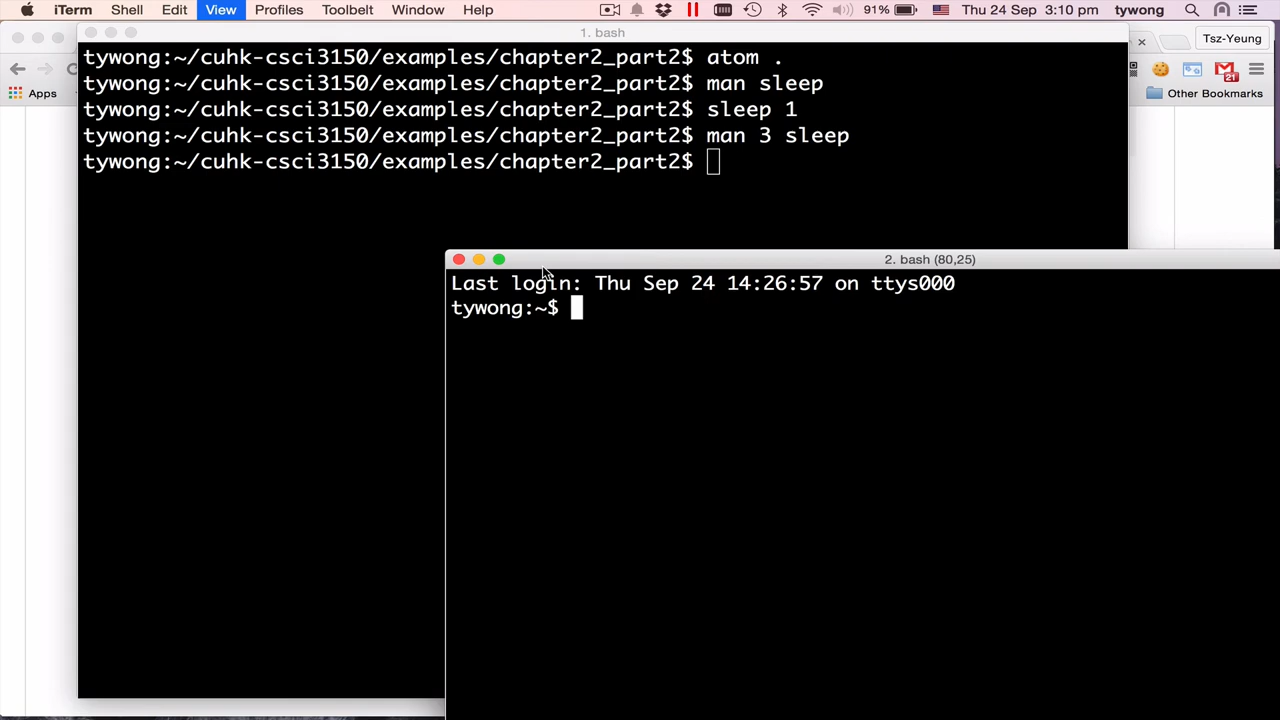 iTerm Shell Edit View Profiles Toolbelt Window Help 91% Thu 24 Sep 3:10 pm tywong
1. bash
Tsz-Yeung
tywong:~/cuhk-csci3150/examples/chapter2_part2$ atom .
tywong:~/cuhk-csci3150/examples/chapter2_part2$ man sleep
21
Apps
Other Bookmarks
tywong:~/cuhk-csci3150/examples/chapter2_part2$ sleep 1
tywong:~/cuhk-csci3150/examples/chapter2_part2$ man 3 sleep
tywong:~/cuhk-csci3150/examples/chapter2_part2$
2. bash (80,25)
Last login: Thu Sep 24 14:26:57 on ttys000
tywong:~$